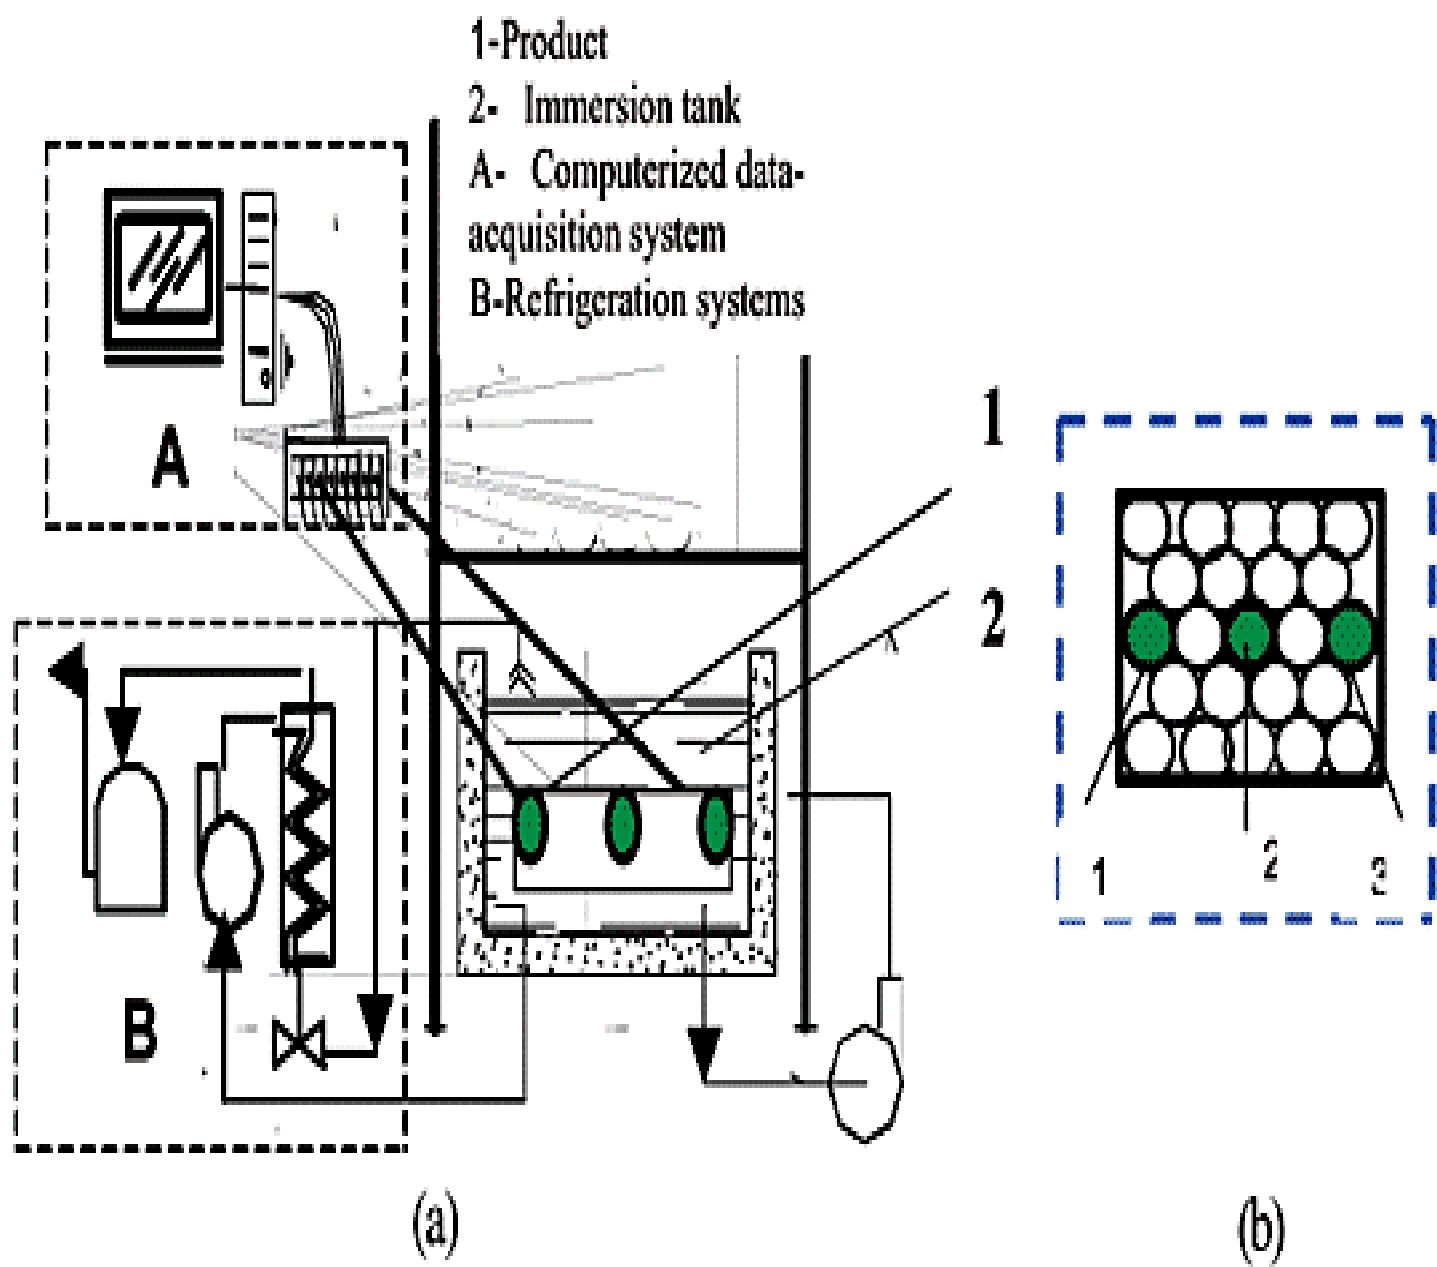 1-Product
2- Immersion tank
A- Computerized data-
acquisition system
B-Refrigeration systems
A
B
1
2
1
2
3
(a)
(b)